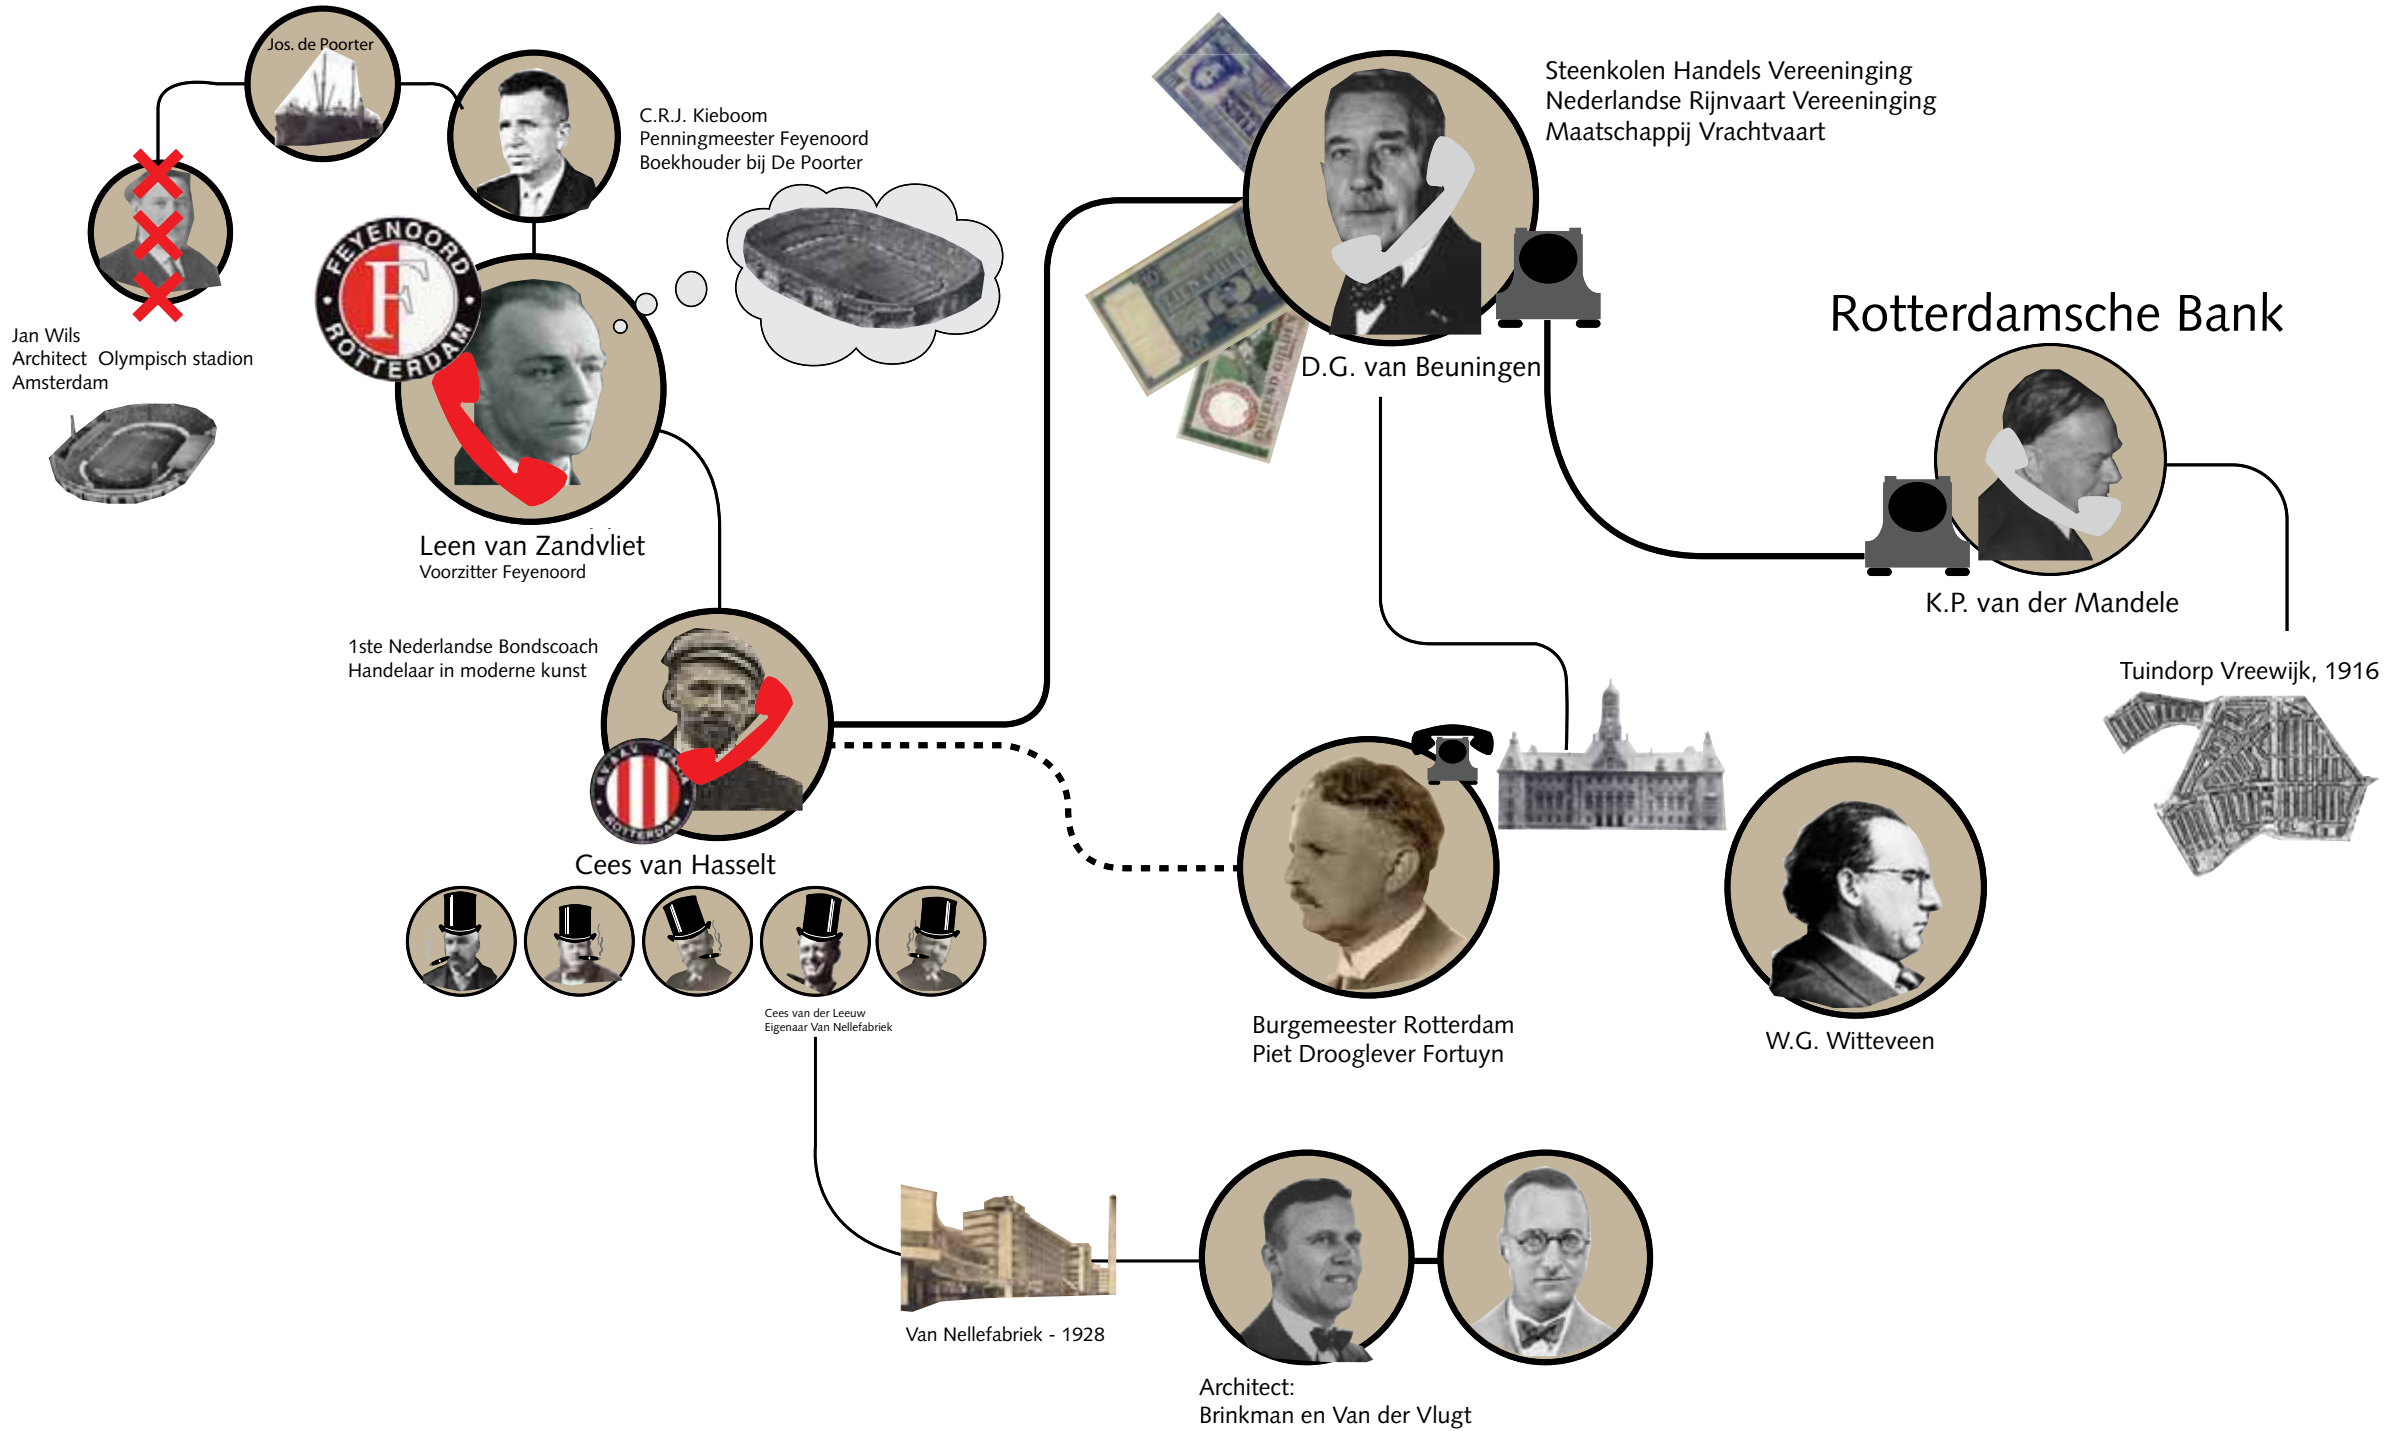 Jos. de Poorter
C.R.J. Kieboom
Penningmeester Feyenoord
Boekhouder bij De Poorter
Steenkolen Handels Vereeninging
Nederlandse Rijnvaart Vereeninging
Maatschappij Vrachtvaart
FEYENOORD
F
ROTTERDAM
Jan Wils
Architect Olympisch stadion
Amsterdam
D.G. van Beuningen
Rotterdamsche Bank
K.P. van der Mandele
Leen van Zandvliet
Voorzitter Feyenoord
1ste Nederlandse Bondscoach
Handelaar in moderne kunst
ROTTERDAM
Cees van Hasselt
Tuindorp Vreewijk, 1916
Cees van der Leeuw
Eigenaar Van Nellefabriek
Burgemeester Rotterdam
Piet Drooglever Fortuyn
W.G. Witteveen
Van Nellefabriek - 1928
Architect:
Brinkman en Van der Vlugt